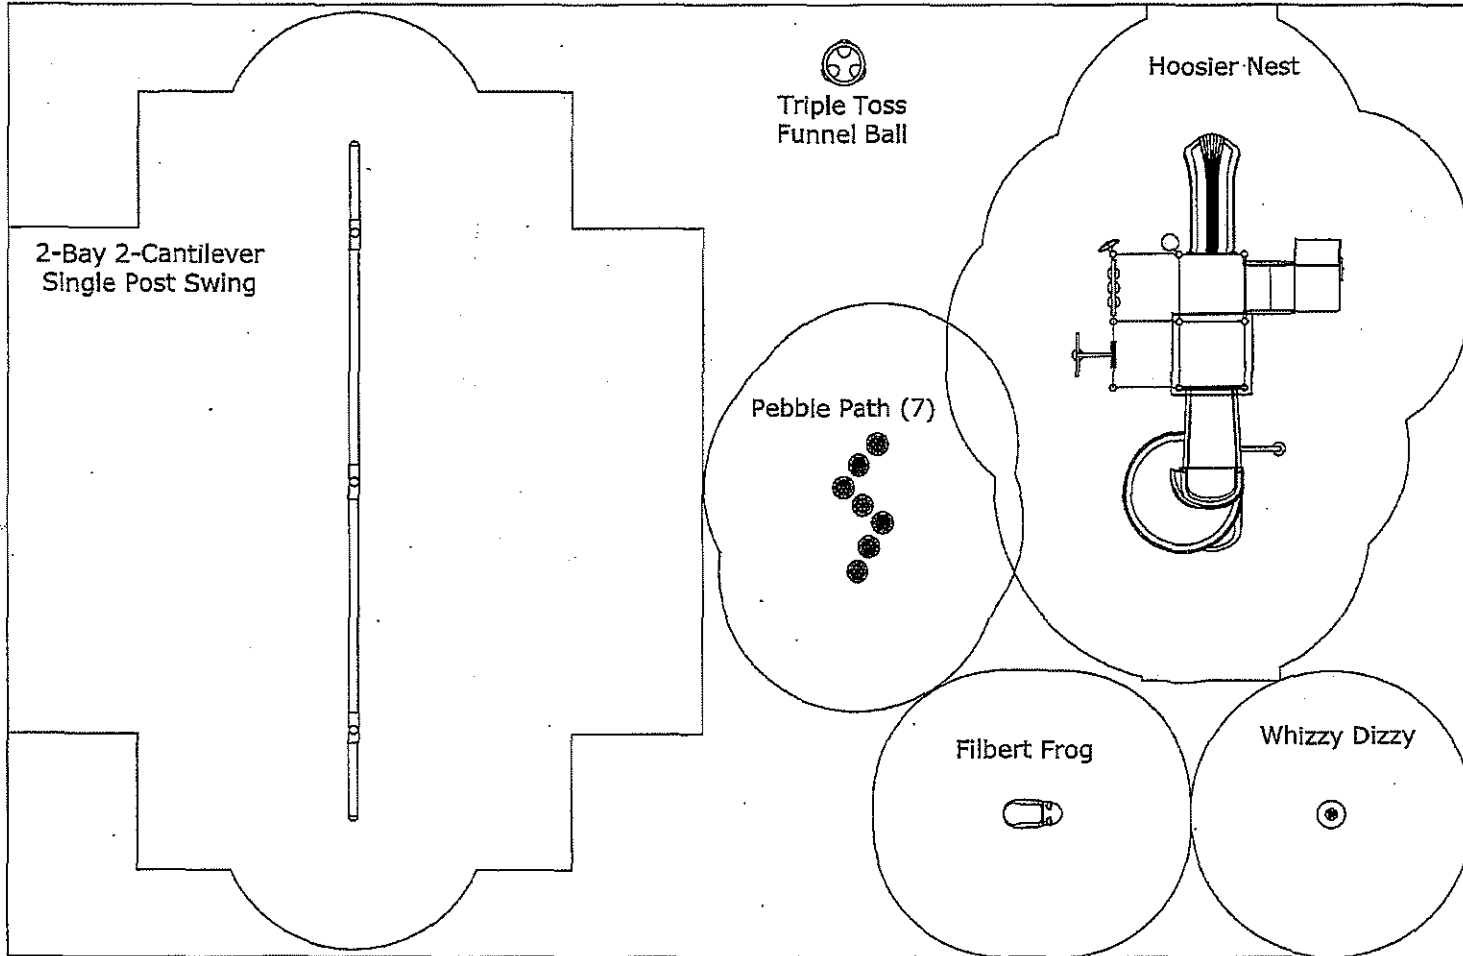 Triple Toss
Funnel Ball
Hoosier Nest
2-Bay 2-Cantilever
Single Post Swing
Pebble Path (7)
Filbert Frog
Whizzy Dizzy